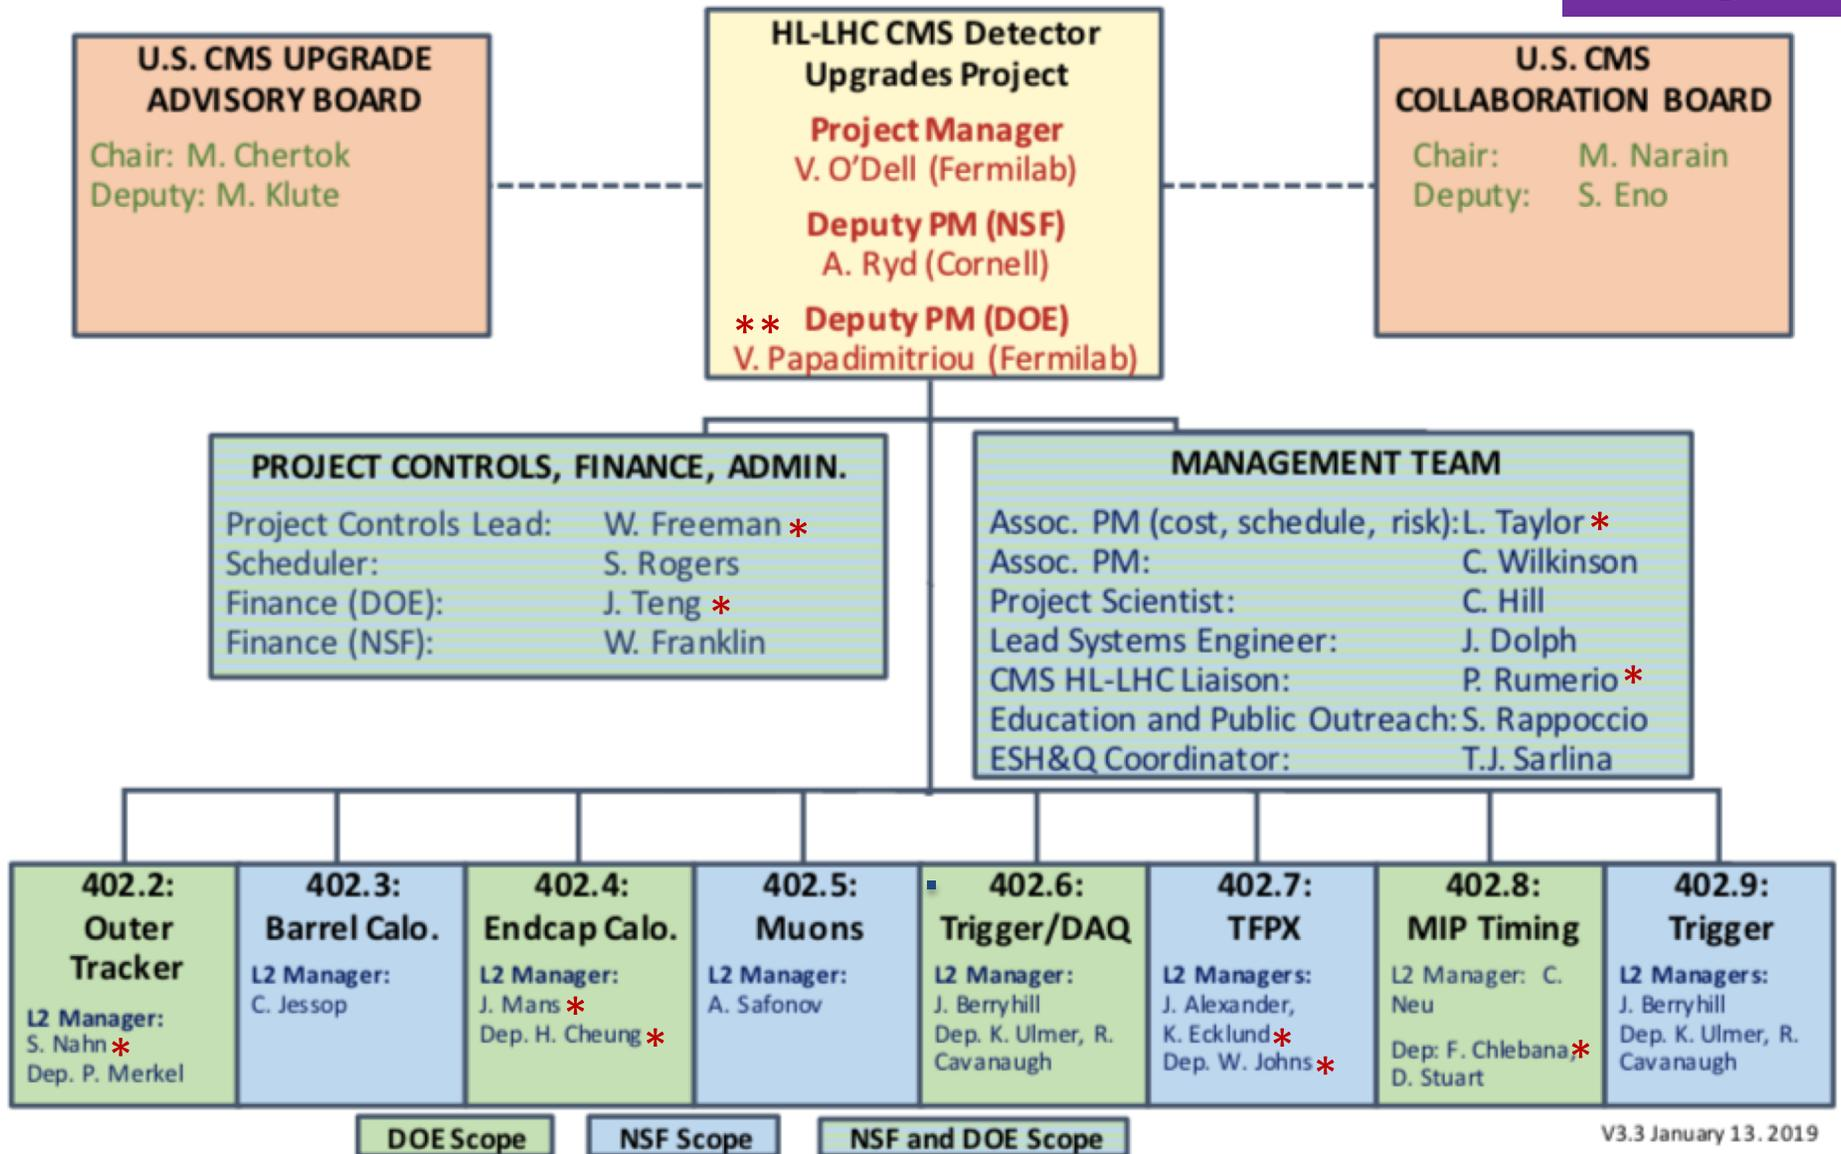 U.S. CMS UPGRADE
ADVISORY BOARD
Chair: M. Chertok
Deputy: M. Klute
HL-LHC CMS Detector
Upgrades Project
Project Manager
V. O’Dell (Fermilab)
Deputy PM (NSF)
A. Ryd (Cornell)
** Deputy PM (DOE)
V. Papadimitriou (Fermilab)
U.S. CMS
COLLABORATION BOARD
Chair: M. Narain
Deputy: S. Eno
PROJECT CONTROLS, FINANCE, ADMIN.
Project Controls Lead: W. Freeman *
Scheduler: S. Rogers
Finance (DOE): J. Teng *
Finance (NSF): W. Franklin
MANAGEMENT TEAM
Assoc. PM (cost, schedule, risk): L. Taylor *
Assoc. PM: C. Wilkinson
Project Scientist: C. Hill
Lead Systems Engineer: J. Dolph
CMS HL-LHC Liaison: P. Rumerio *
Education and Public Outreach: S. Rappoccio
ESH&Q Coordinator: T.J. Sarlina
402.2:
Outer
Tracker
L2 Manager:
S. Nahn *
Dep. P. Merkel
402.3:
Barrel Calo.
L2 Manager:
C. Jessop
402.4:
Endcap Calo.
L2 Manager:
J. Mans *
Dep. H. Cheung *
402.5:
Muons
L2 Manager:
A. Safonov
402.6:
Trigger/DAQ
L2 Manager:
J. Berryhill
Dep. K. Ulmer, R.
Cavanaugh
402.7:
TFPX
L2 Managers:
J. Alexander,
K. Ecklund *
Dep. W. Johns *
402.8:
MIP Timing
L2 Manager: C.
Neu
Dep: F. Chlebana, *
D. Stuart
402.9:
Trigger
L2 Managers:
J. Berryhill
Dep. K. Ulmer, R.
Cavanaugh
DOE Scope
NSF Scope
NSF and DOE Scope
V3.3 January 13. 2019